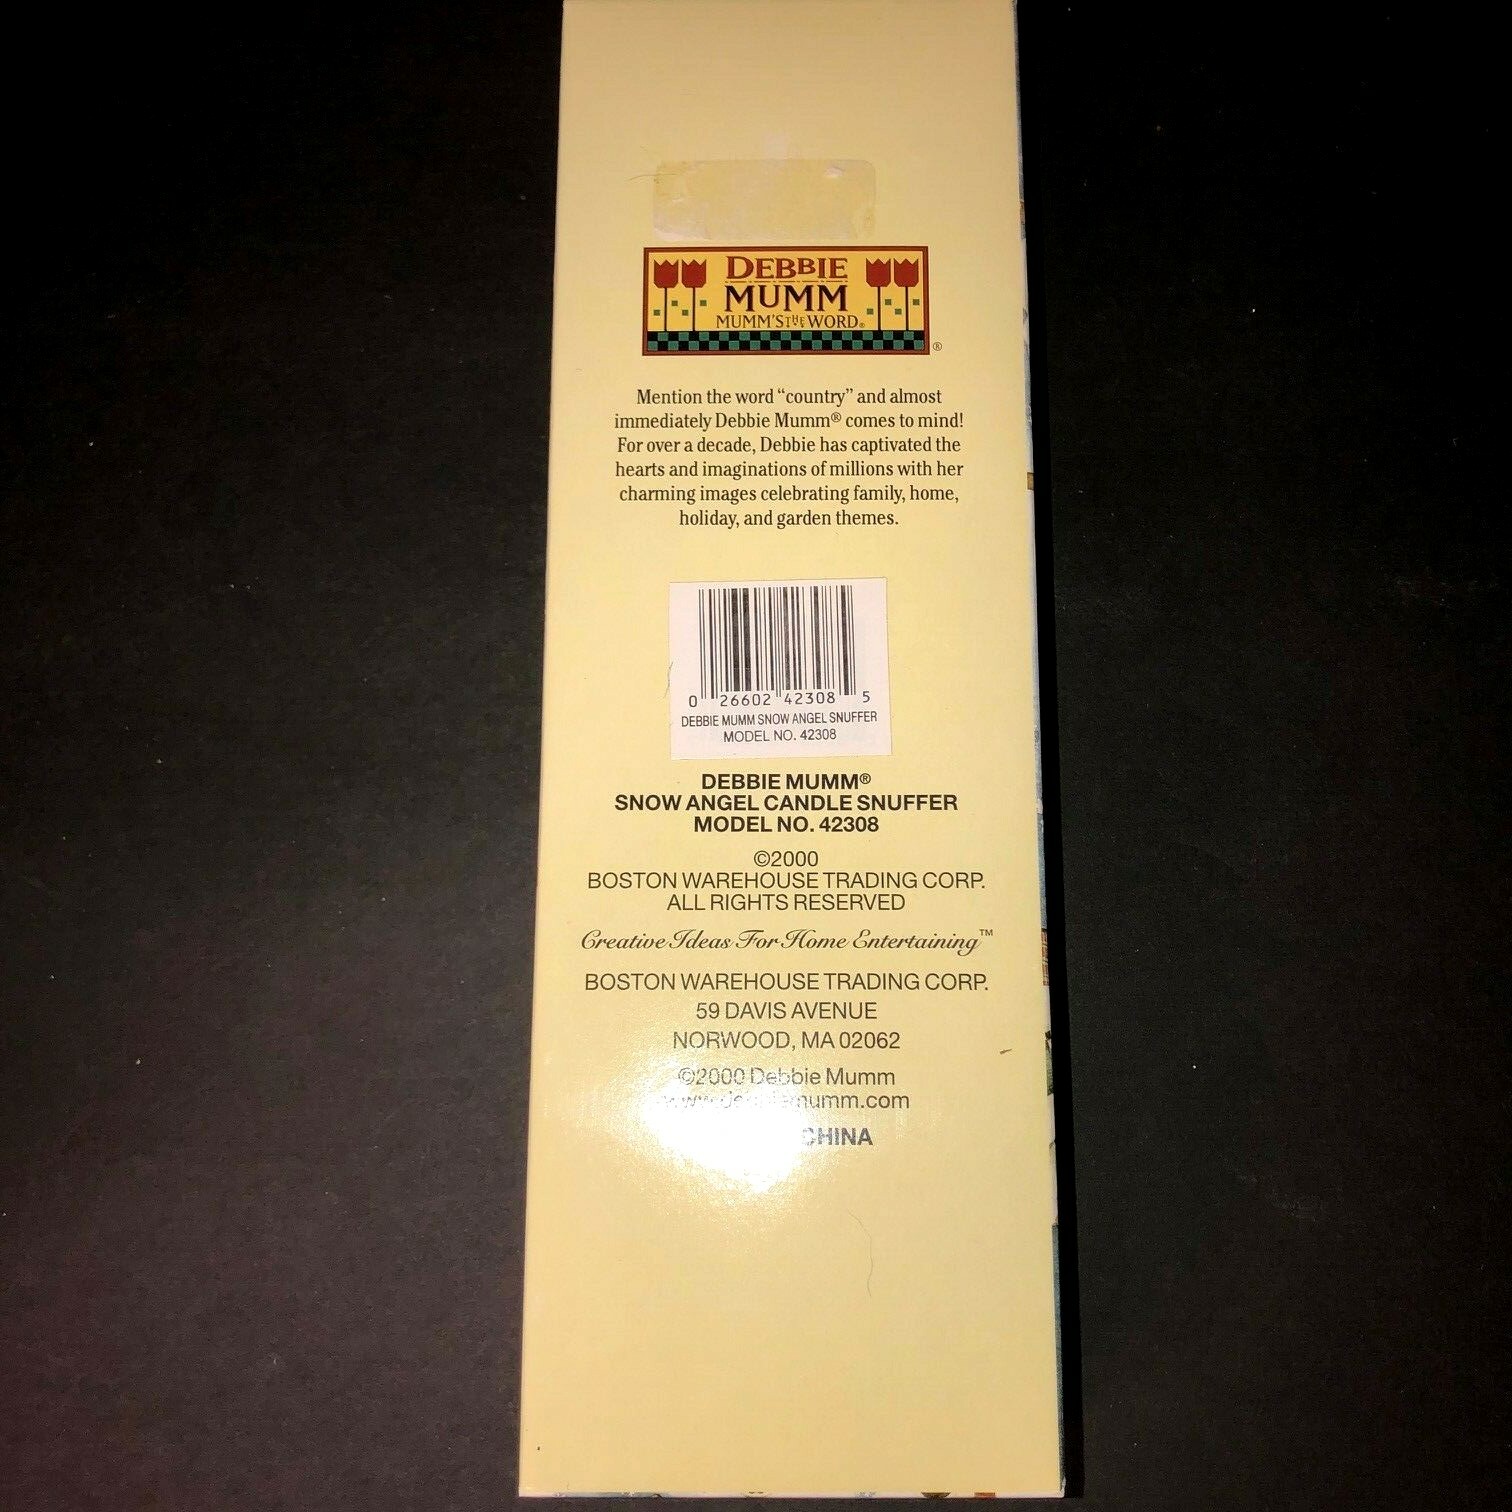 DEBBIE
MUMM
MUMM'S THE WORD®
®
Mention the word “country” and almost
immediately Debbie Mumm® comes to mind!
For over a decade, Debbie has captivated the
hearts and imaginations of millions with her
charming images celebrating family, home,
holiday, and garden themes.
0 26602 42308 5
DEBBIE MUMM SNOW ANGEL SNUFFER
MODEL NO. 42308
DEBBIE MUMM®
SNOW ANGEL CANDLE SNUFFER
MODEL NO. 42308
©2000
BOSTON WAREHOUSE TRADING CORP.
ALL RIGHTS RESERVED
Creative Ideas For Home Entertaining™
BOSTON WAREHOUSE TRADING CORP.
59 DAVIS AVENUE
NORWOOD, MA 02062
©2000 Debbie Mumm
www.debbiemumm.com
CHINA